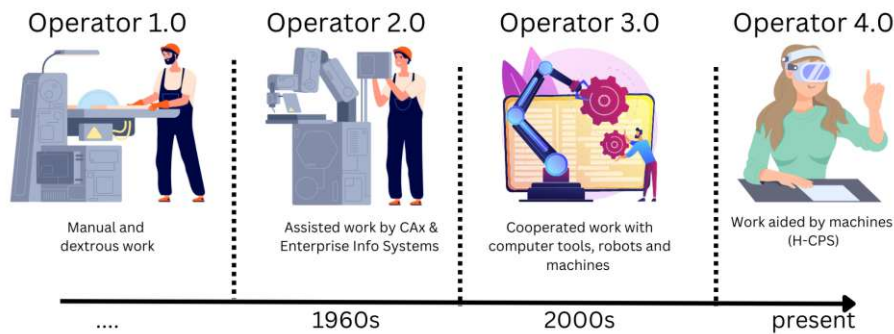 Operator 1.0
Operator 2.0
Operator 3.0
Operator 4.0
Manual and
dextrous work
Assisted work by CAx &
Enterprise Info Systems
Cooperated work with
computer tools, robots and
machines
Work aided by machines
(H-CPS)
....
1960s
2000s
present